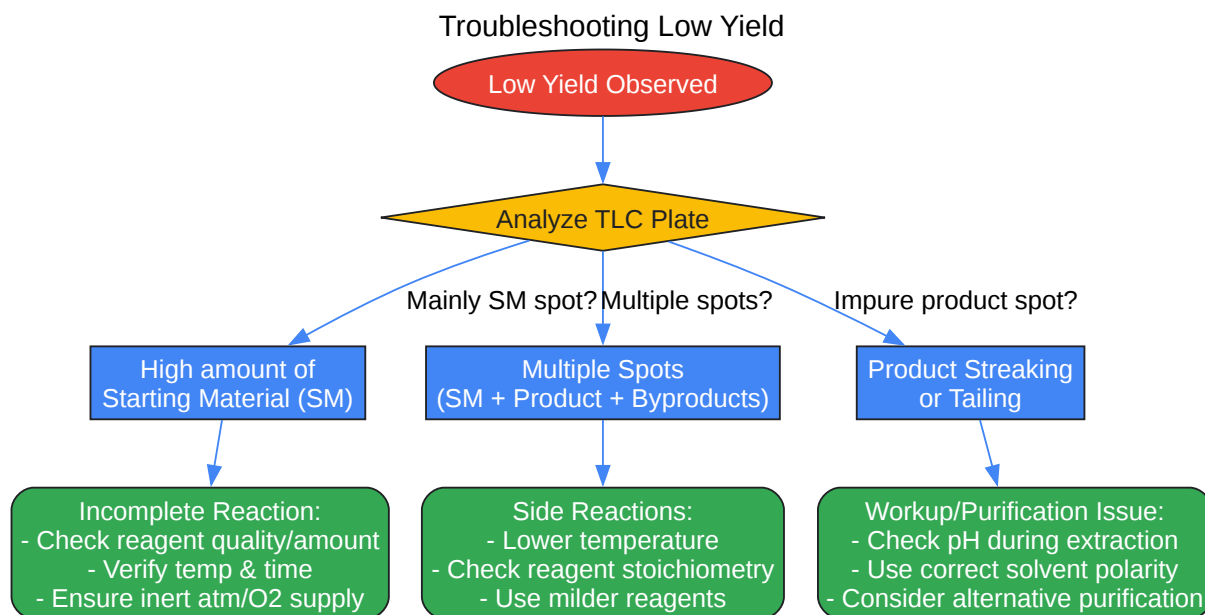 Troubleshooting Low Yield
Low Yield Observed
Analyze TLC Plate
Mainly SM spot?
Multiple spots?
Impure product spot?
High amount of
Starting Material (SM)
Multiple Spots
(SM + Product + Byproducts)
Product Streaking
or Tailing
Incomplete Reaction:
- Check reagent quality/amount
- Verify temp & time
- Ensure inert atm/O2 supply
Side Reactions:
- Lower temperature
- Check reagent stoichiometry
- Use milder reagents
Workup/Purification Issue:
- Check pH during extraction
- Use correct solvent polarity
- Consider alternative purification